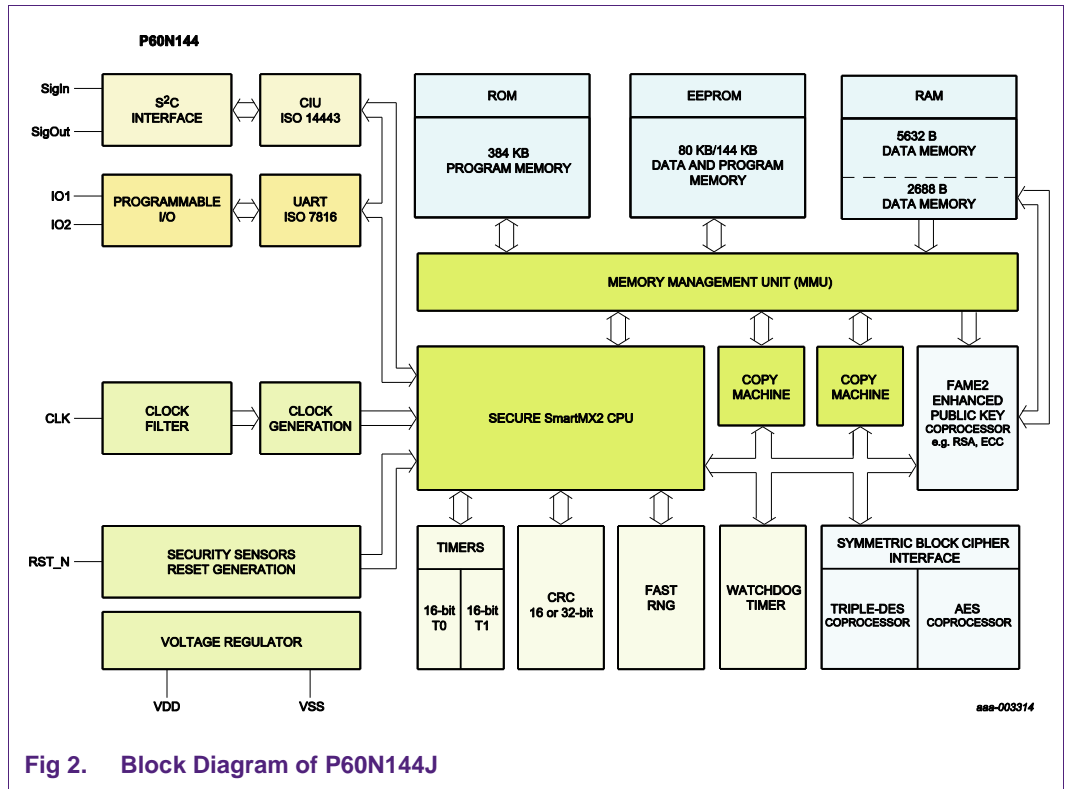 P60N144
SigIn
SigOut
S2C
INTERFACE
CIU
ISO 14443
IO1
IO2
PROGRAMMABLE
I/O
UART
ISO 7816
ROM
384 KB
PROGRAM MEMORY
EEPROM
80 KB/144 KB
DATA AND PROGRAM
MEMORY
RAM
5632 B
DATA MEMORY
2688 B
DATA MEMORY
MEMORY MANAGEMENT UNIT (MMU)
CLK
CLOCK
FILTER
CLOCK
GENERATION
SECURE SmartMX2 CPU
COPY
MACHINE
COPY
MACHINE
FAME2
ENHANCED
PUBLIC KEY
COPROCESSOR
e.g. RSA, ECC
RST_N
SECURITY SENSORS
RESET GENERATION
VOLTAGE REGULATOR
VDD
VSS
TIMERS
16-bit
T0
16-bit
T1
CRC
16 or 32-bit
FAST
RNG
WATCHDOG
TIMER
SYMMETRIC BLOCK CIPHER
INTERFACE
TRIPLE-DES
COPROCESSOR
AES
COPROCESSOR
aaa-003314
Fig 2. Block Diagram of P60N144J